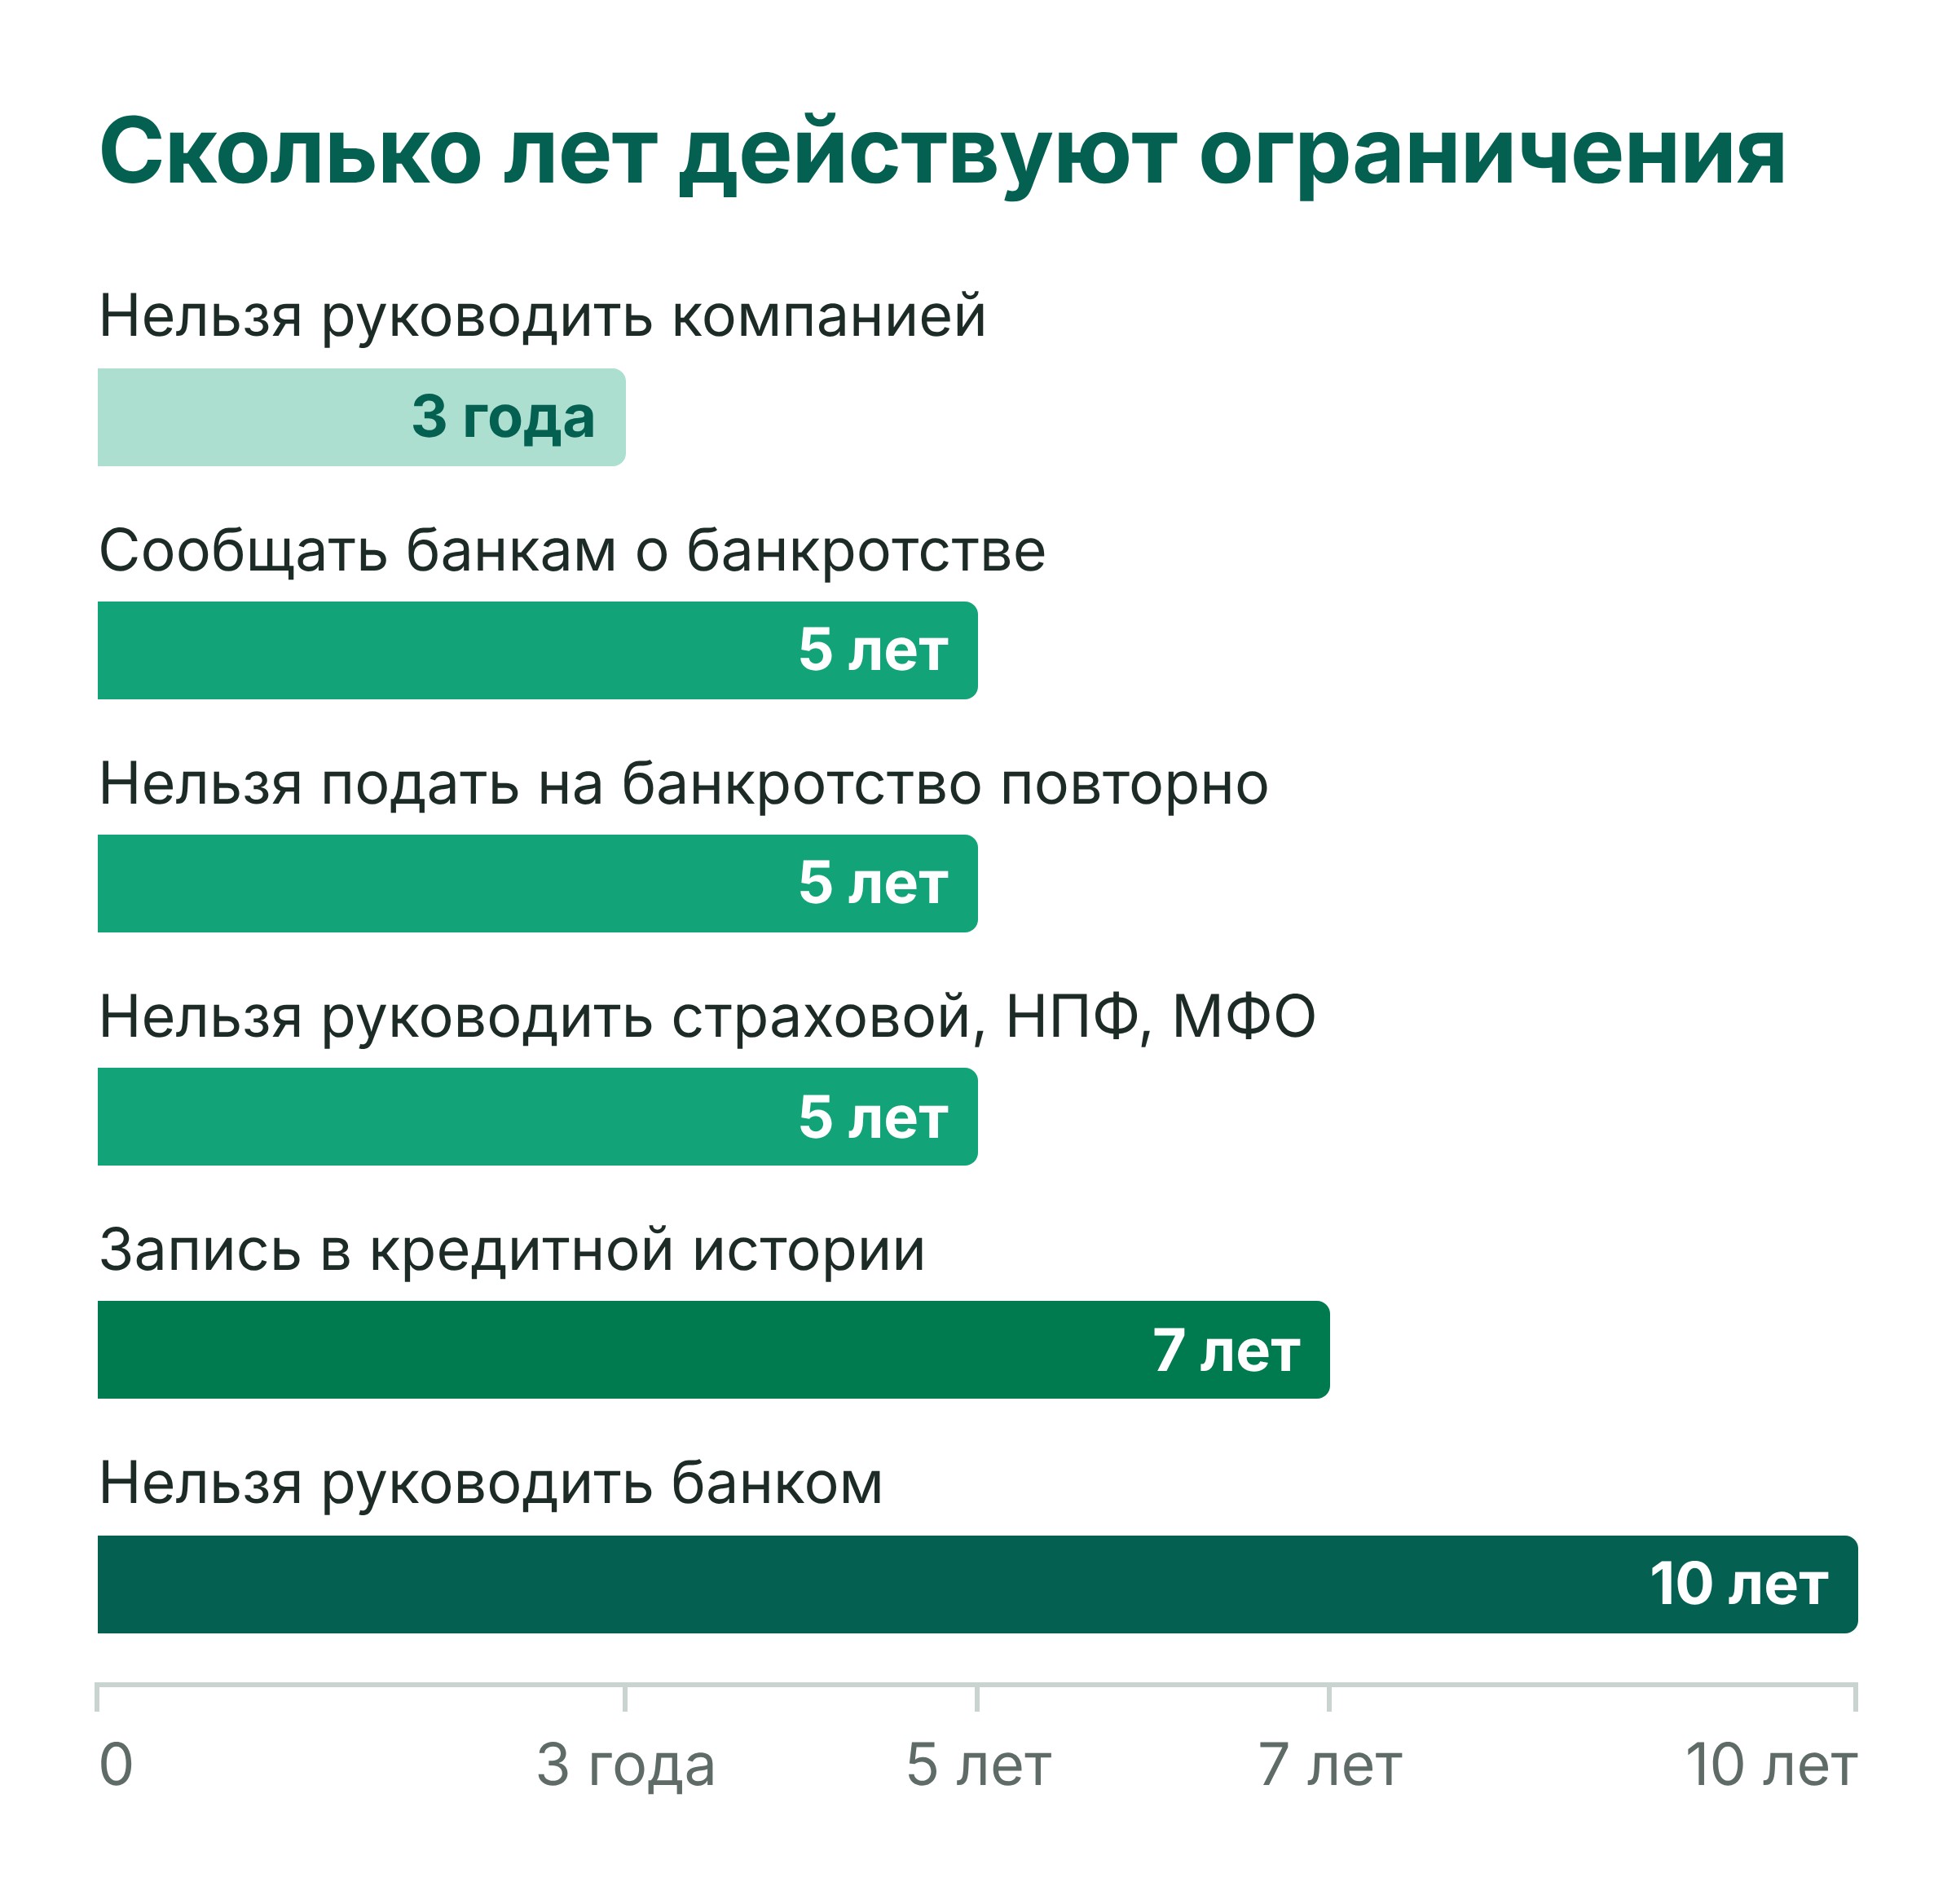 Сколько лет действуют ограничения
Нельзя руководить компанией
3 года
Сообщать банкам о банкротстве
5 лет
Нельзя подать на банкротство повторно
5 лет
Нельзя руководить страховой, НПФ, МФО
5 лет
Запись в кредитной истории
7 лет
Нельзя руководить банком
10 лет
0 3 года 5 лет 7 лет 10 лет